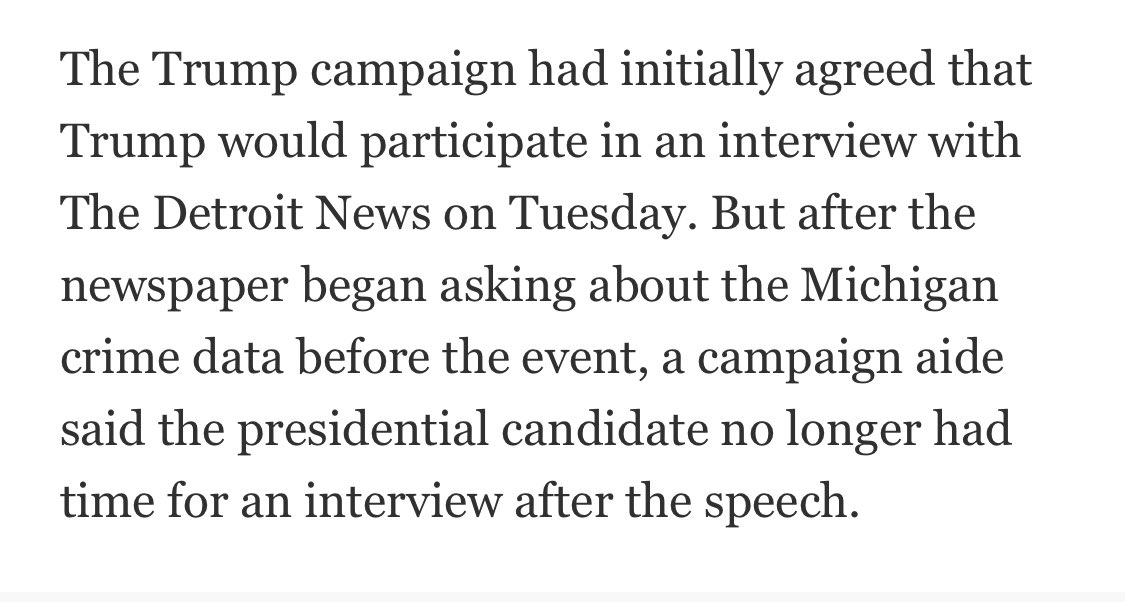 The Trump campaign had initially agreed that
Trump would participate in an interview with
The Detroit News on Tuesday. But after the
newspaper began asking about the Michigan
crime data before the event, a campaign aide
said the presidential candidate no longer had
time for an interview after the speech.